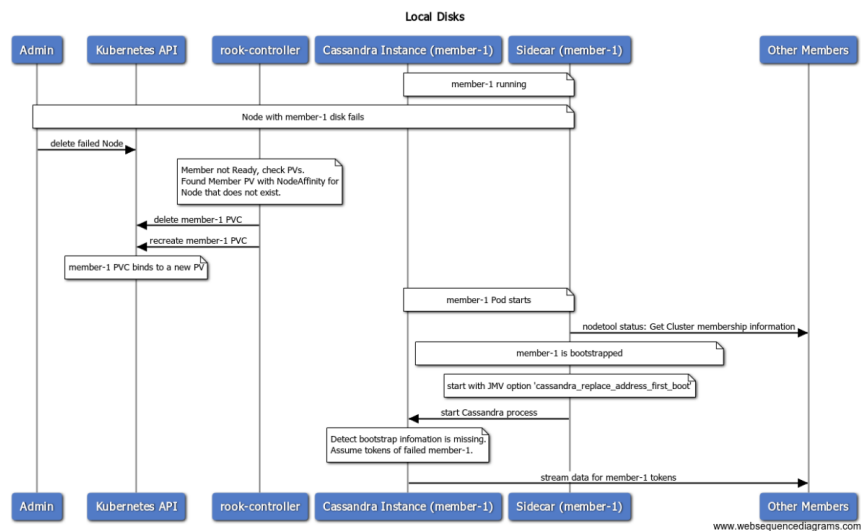 Local Disks
Admin
Kubernetes API
rook-controller
Cassandra Instance (member-1)
Sidecar (member-1)
Other Members
member-1 running
Node with member-1 disk fails
delete failed Node
Member not Ready, check PVs.
Found Member PV with NodeAffinity for
Node that does not exist.
delete member-1 PVC
recreate member-1 PVC
member-1 PVC binds to a new PV
member-1 Pod starts
nodetool status: Get Cluster membership information
member-1 is bootstrapped
start with JMV option 'cassandra_replace_address_first_boot'
start Cassandra process
Detect bootstrap infomation is missing.
Assume tokens of failed member-1.
stream data for member-1 tokens
Admin
Kubernetes API
rook-controller
Cassandra Instance (member-1)
Sidecar (member-1)
Other Members
www.websequencediagrams.com